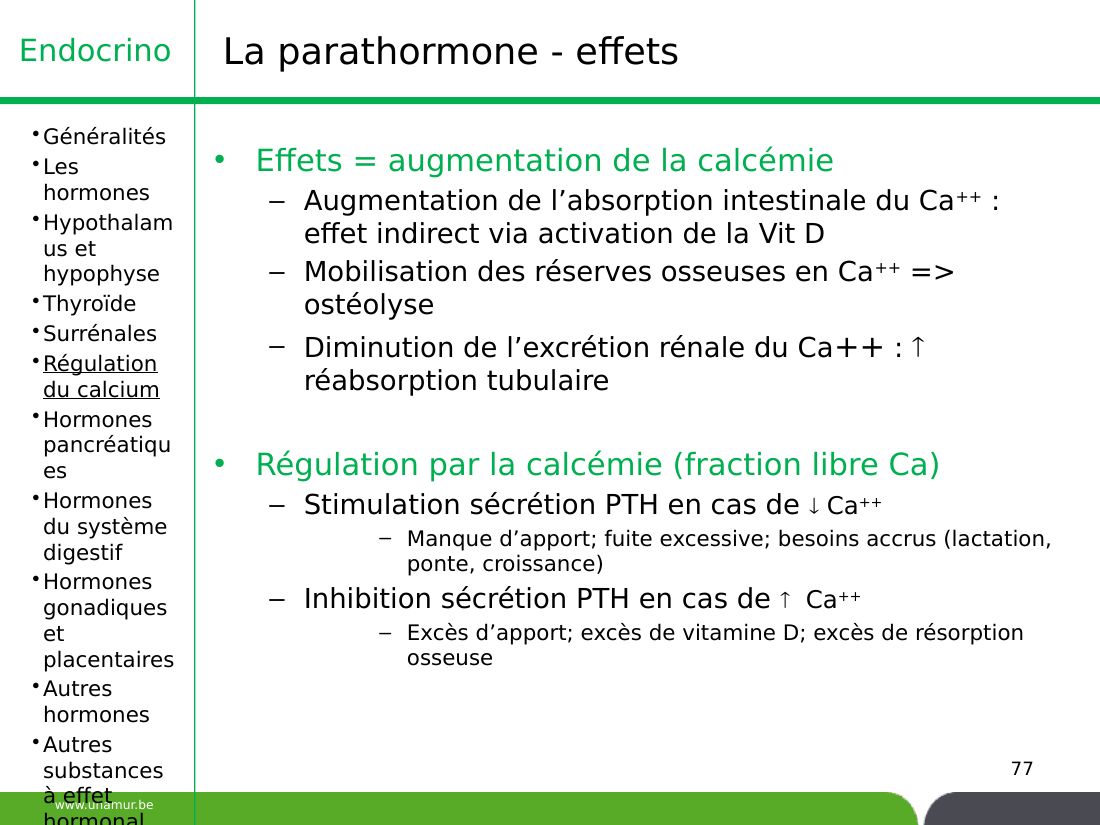 Endocrino
La parathormone - effets
•Généralités
•Les
hormones
•Hypothalam
us et
hypophyse
•Thyroïde
•Surrénales
•Régulation
du calcium
•Hormones
pancréatiqu
es
•Hormones
du système
digestif
•Hormones
gonadiques
et
placentaires
•Autres
hormones
•Autres
substances
à effet
hormonal
• Effets = augmentation de la calcémie
– Augmentation de l’absorption intestinale du Ca⁺⁺ :
effet indirect via activation de la Vit D
– Mobilisation des réserves osseuses en Ca⁺⁺ =>
ostéolyse
– Diminution de l’excrétion rénale du Ca++ : ↑
réabsorption tubulaire
• Régulation par la calcémie (fraction libre Ca)
– Stimulation sécrétion PTH en cas de ↓ Ca⁺⁺
– Manque d’apport; fuite excessive; besoins accrus (lactation,
ponte, croissance)
– Inhibition sécrétion PTH en cas de ↑ Ca⁺⁺
– Excès d’apport; excès de vitamine D; excès de résorption
osseuse
77
www.unamur.be